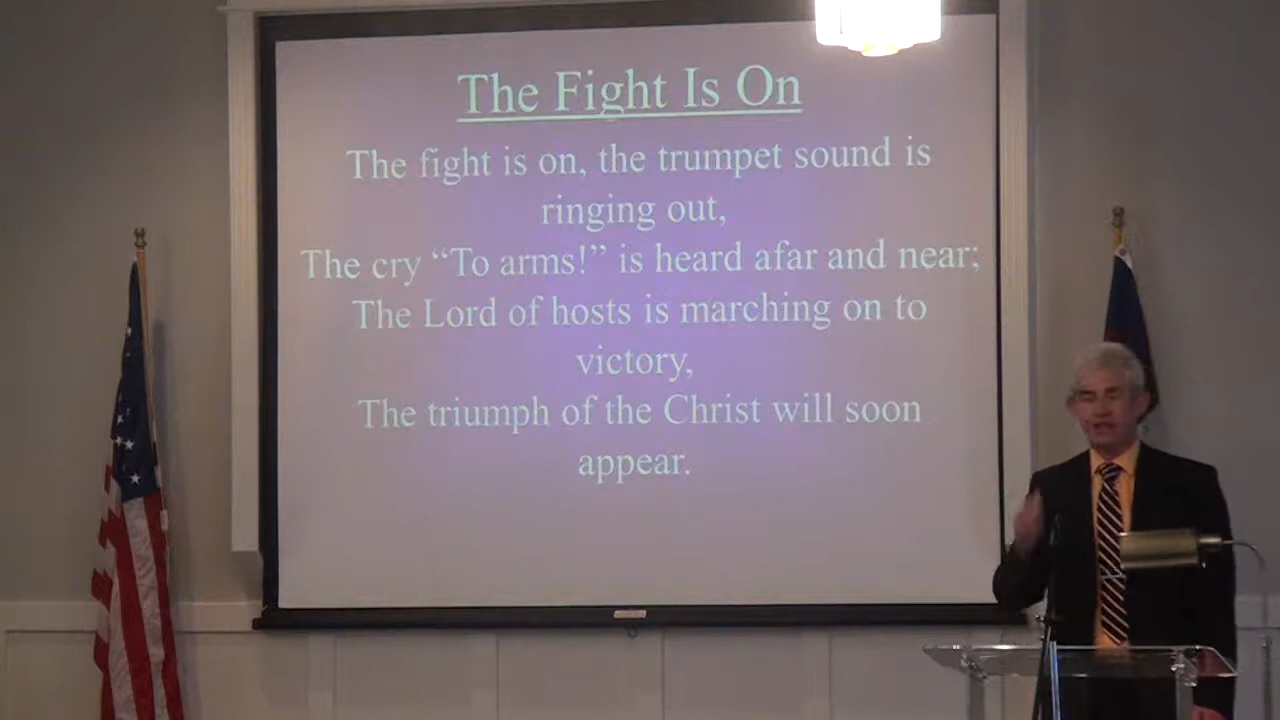 The Fight Is On
The fight is on, the trumpet sound is
ringing out,
The cry “To arms!” is heard afar and near;
The Lord of hosts is marching on to
victory,
The triumph of the Christ will soon
appear.